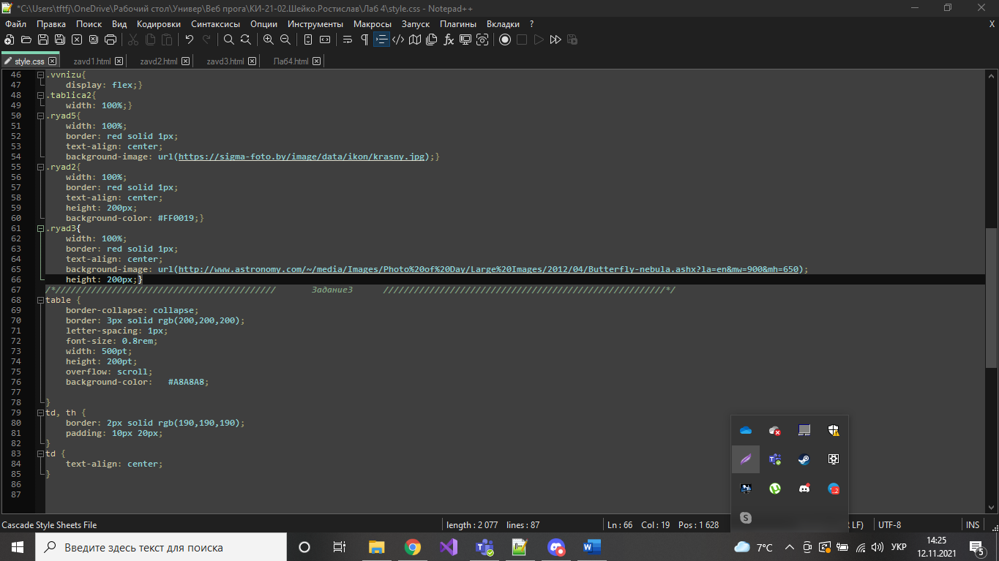 *C:\Users\tftfj\OneDrive\Рабочий стол\Универ\Веб прога\КИ-21-02.Шейко.Ростислав\Лаб 4\style.css - Notepad++
Файл Правка Поиск Вид Кодировки Синтаксисы Опции Инструменты Макросы Запуск Плагины Вкладки ? X
style.css zavd1.html zavd2.html zavd3.html Лаб4.html
46 .vvnizu{
47 display: flex;}
48 .tablica2{
49 width: 100%;}
50 .ryad5{
51 width: 100%;
52 border: red solid 1px;
53 text-align: center;
54 background-image: url(https://sigma-foto.by/image/data/ikon/krasny.jpg);}
55 .ryad2{
56 width: 100%;
57 border: red solid 1px;
58 text-align: center;
59 height: 200px;
60 background-color: #FF0019;}
61 .ryad3{
62 width: 100%;
63 border: red solid 1px;
64 text-align: center;
65 background-image: url(http://www.astronomy.com/~/media/Images/Photo%20of%20Day/Large%20Images/2012/04/Butterfly-nebula.ashx?la=en&mw=900&mh=650);
66 height: 200px;}
67 /*/////////////////////////////////////////// Задание3 ///////////////////////////////////////////////////////*/
68 table {
69 border-collapse: collapse;
70 border: 3px solid rgb(200,200,200);
71 letter-spacing: 1px;
72 font-size: 0.8rem;
73 width: 500pt;
74 height: 200pt;
75 overflow: scroll;
76 background-color: #A8A8A8;
77
78 }
79 td, th {
80 border: 2px solid rgb(190,190,190);
81 padding: 10px 20px;
82 }
83 td {
84 text-align: center;
85 }
86
87
Cascade Style Sheets File length : 2 077 lines : 87 Ln : 66 Col : 19 Pos : 1 628 LF) UTF-8 INS
Введите здесь текст для поиска 7°C УКР 14:25
12.11.2021 5